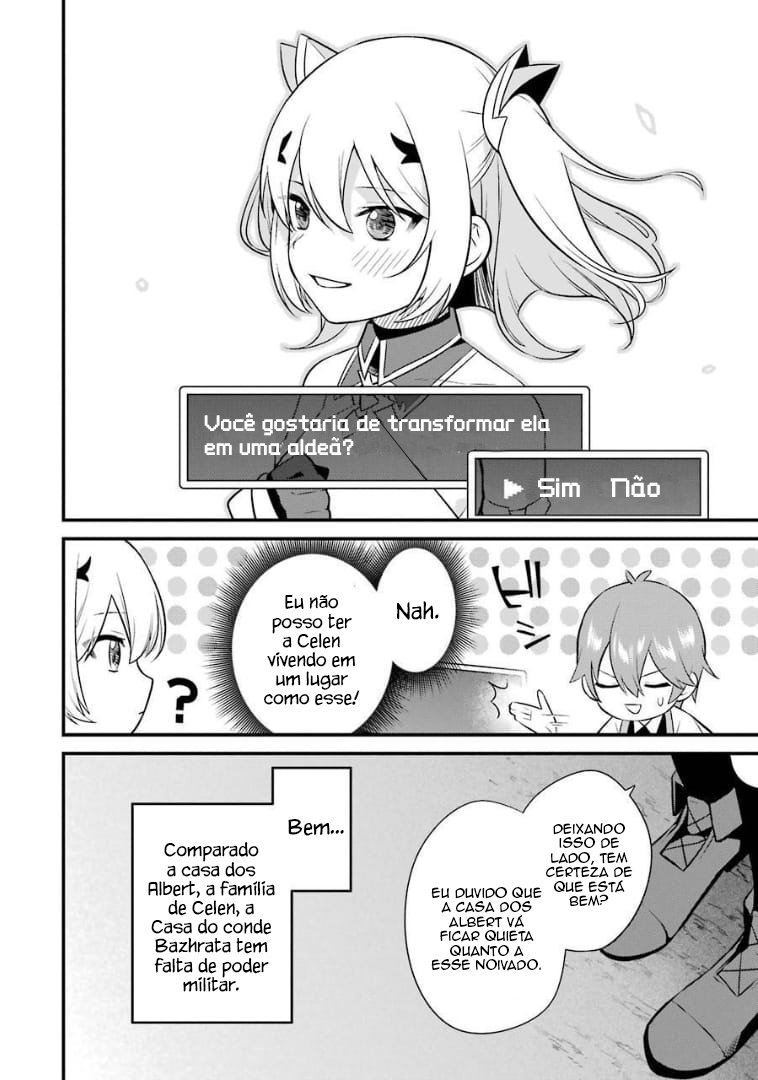 Você gostaria de transformar ela
em uma aldeã?
Sim Não
Nah.
Eu não
posso ter
a Celen
vivendo em
um lugar
como esse!
?
DEIXANDO
ISSO DE
LADO, TEM
CERTEZA DE
QUE ESTÁ
BEM?
EU DUVIDO QUE
A CASA DOS
ALBERT VÁ
FICAR QUIETA
QUANTO A
ESSE NOIVADO.
Bem...
Comparado
a casa dos
Albert, a família
de Celen, a
Casa do conde
Bazhrata tem
falta de poder
militar.